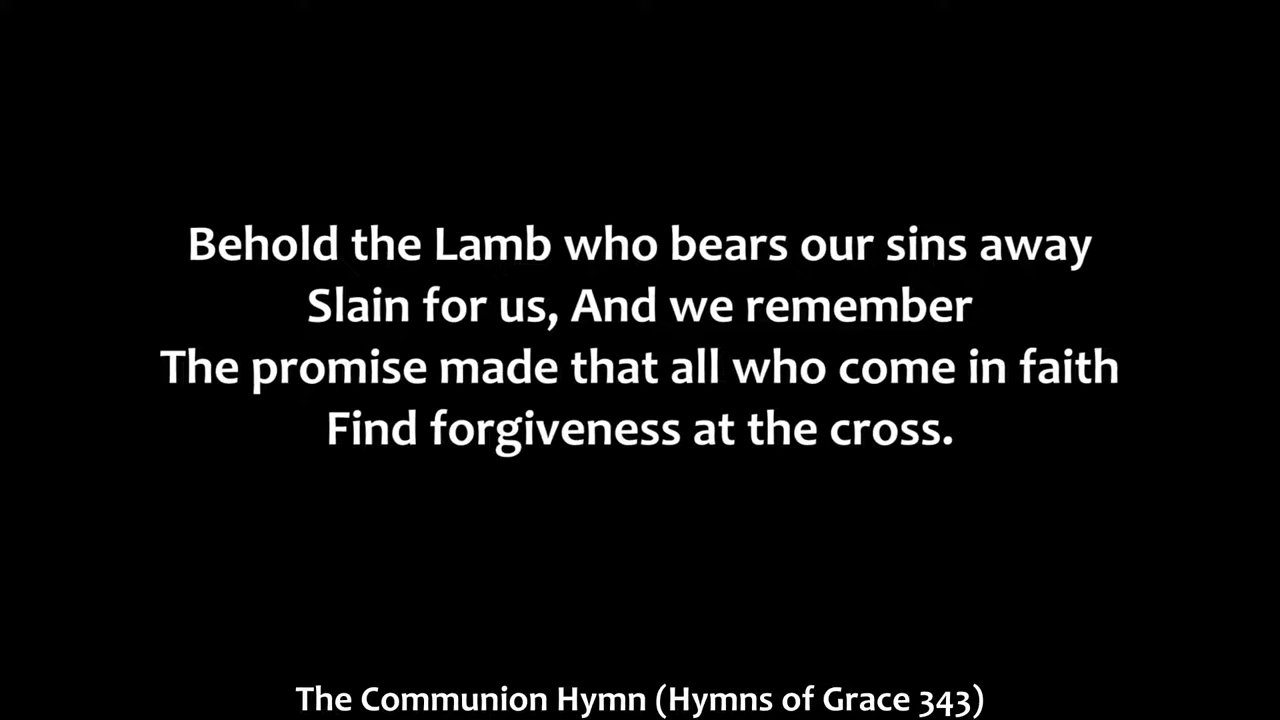 Behold the Lamb who bears our sins away
Slain for us, And we remember
The promise made that all who come in faith
Find forgiveness at the cross.
The Communion Hymn (Hymns of Grace 343)